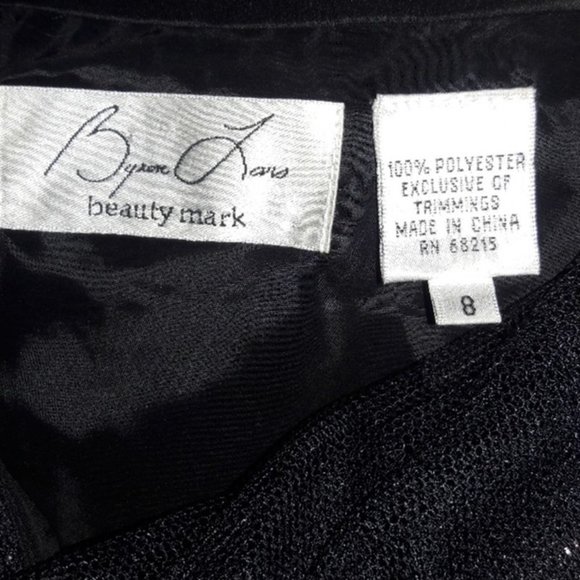 Byron Lars
beauty mark
100% POLYESTER
EXCLUSIVE OF
TRIMMINGS
MADE IN CHINA
RN 68215
8